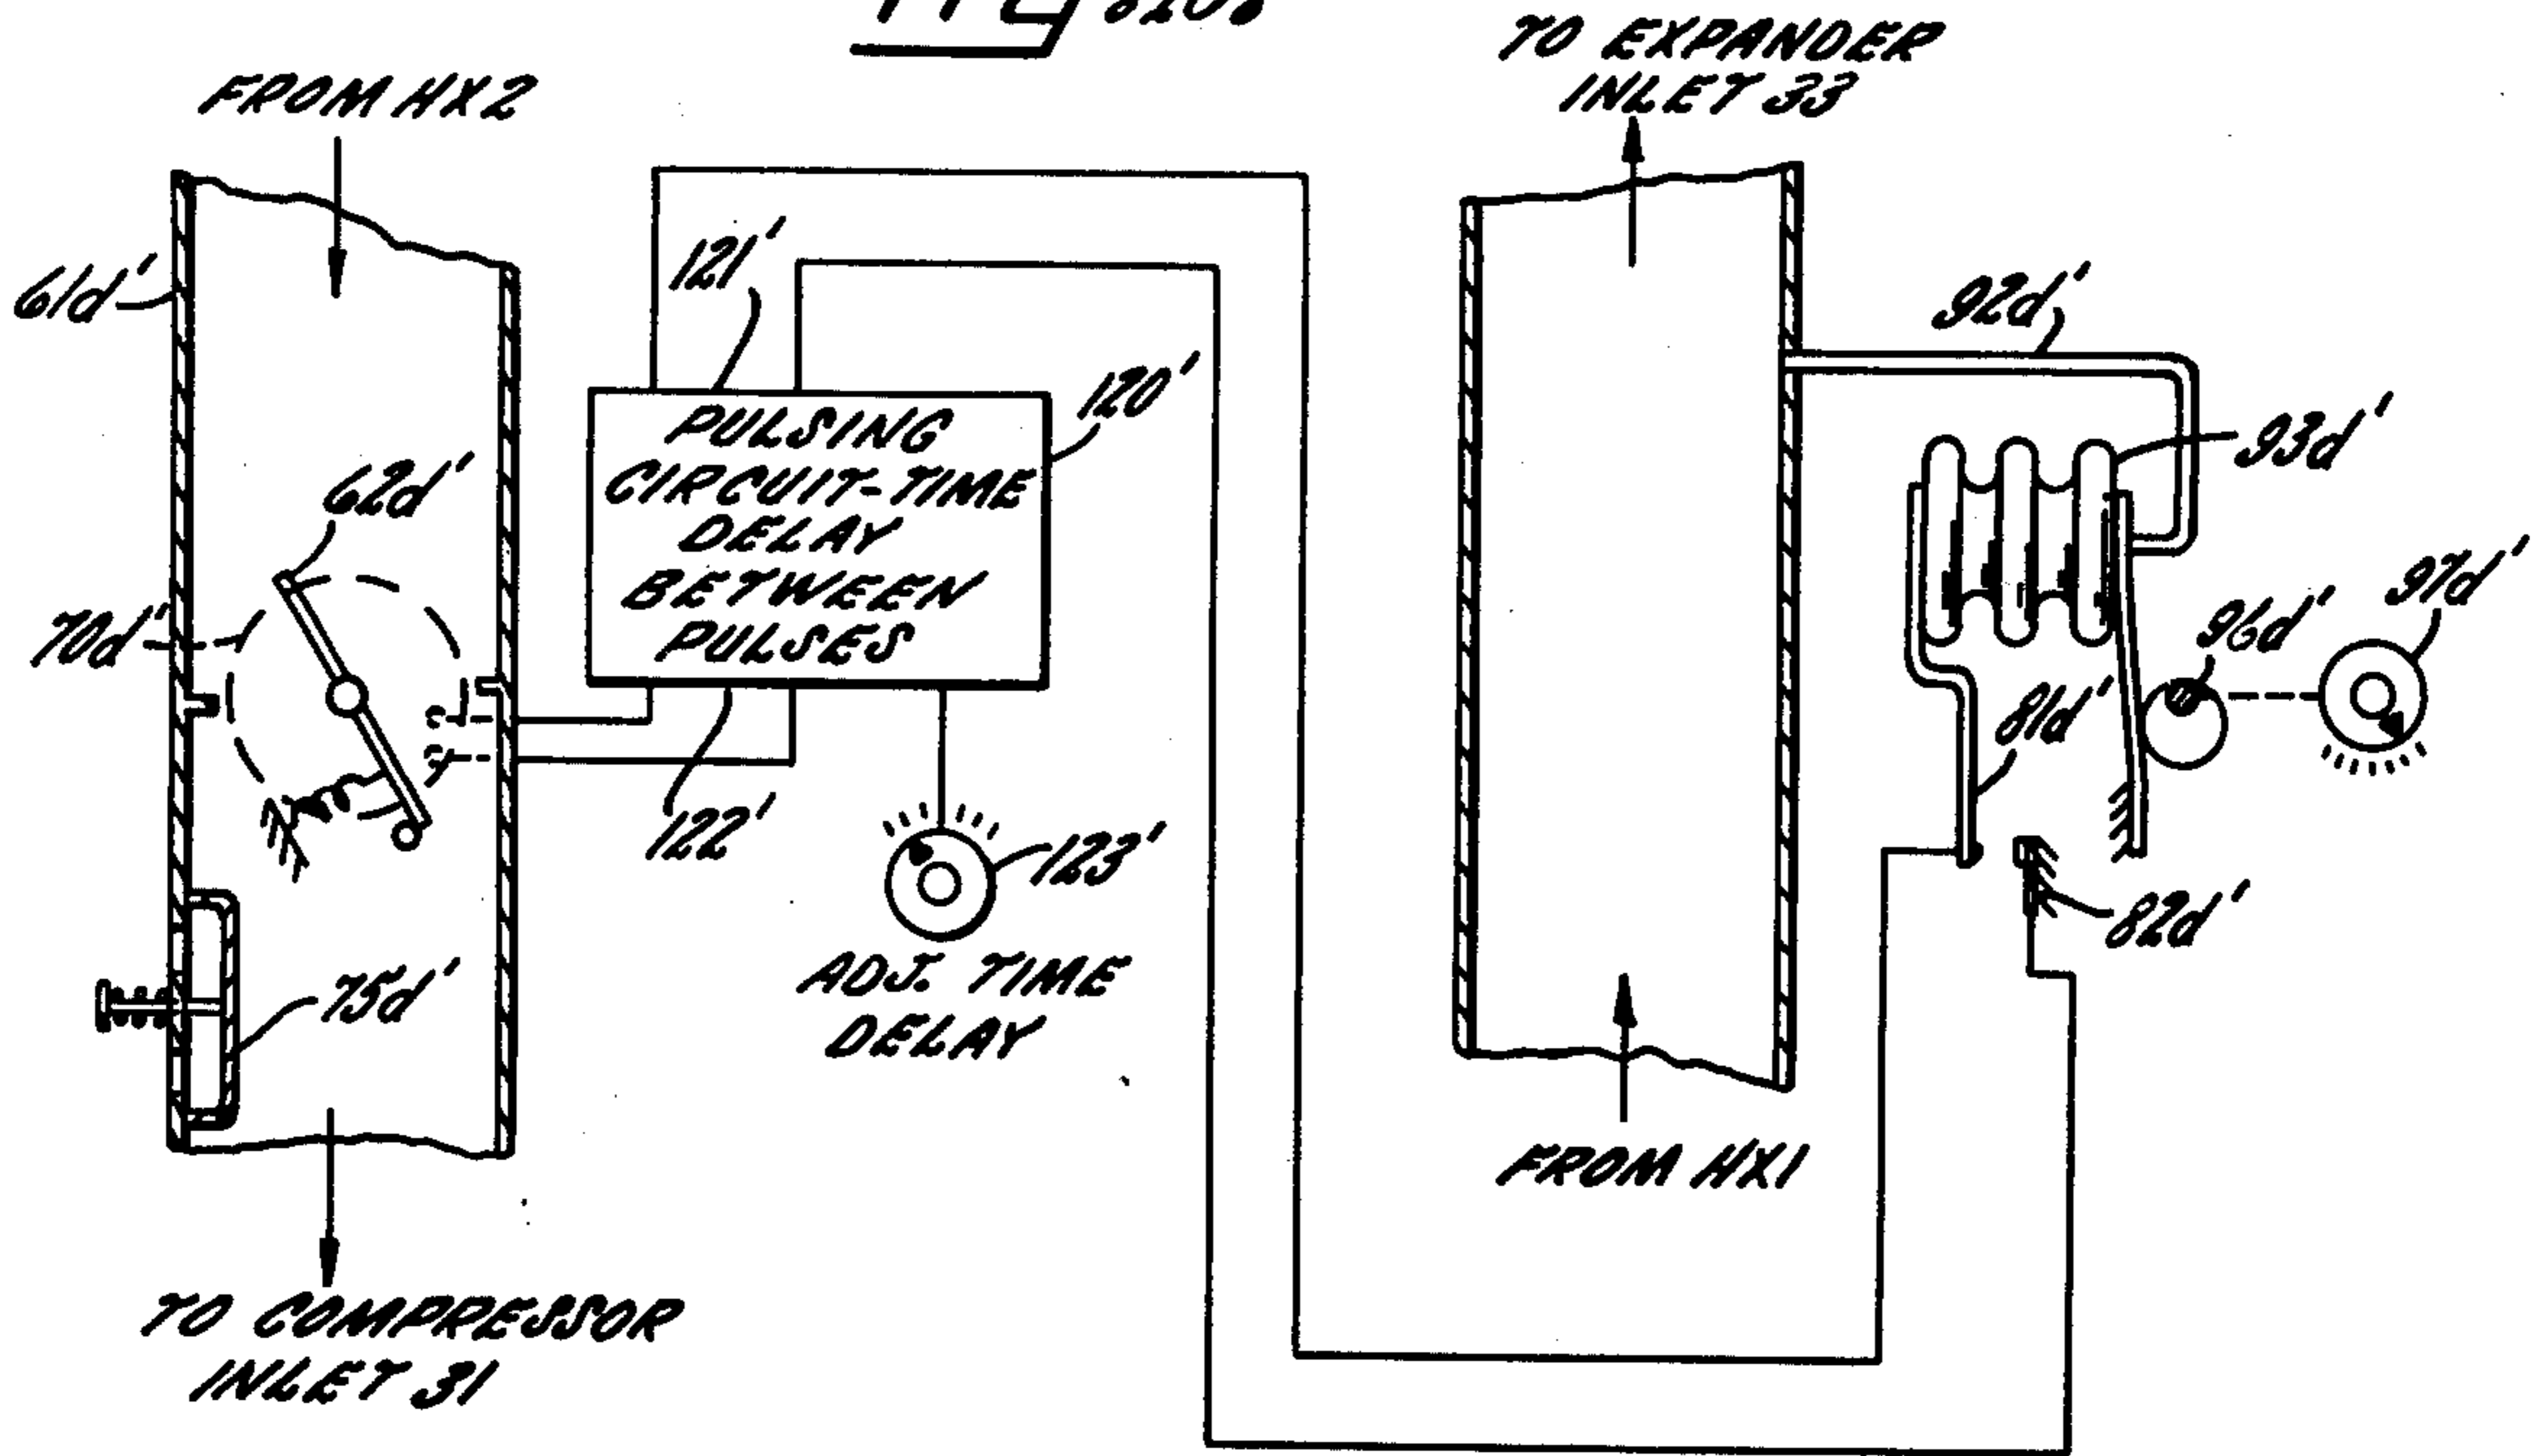 FROM HX2
TO EXPANDER
INLET 33
61d'
121'
92d'
120'
PULSING
CIRCUIT-TIME
DELAY
BETWEEN
PULSES
93d'
62d'
70d'
97d'
96d'
81d'
122'
123'
82d'
75d'
ADJ. TIME
DELAY
FROM HX1
TO COMPRESSOR
INLET 31